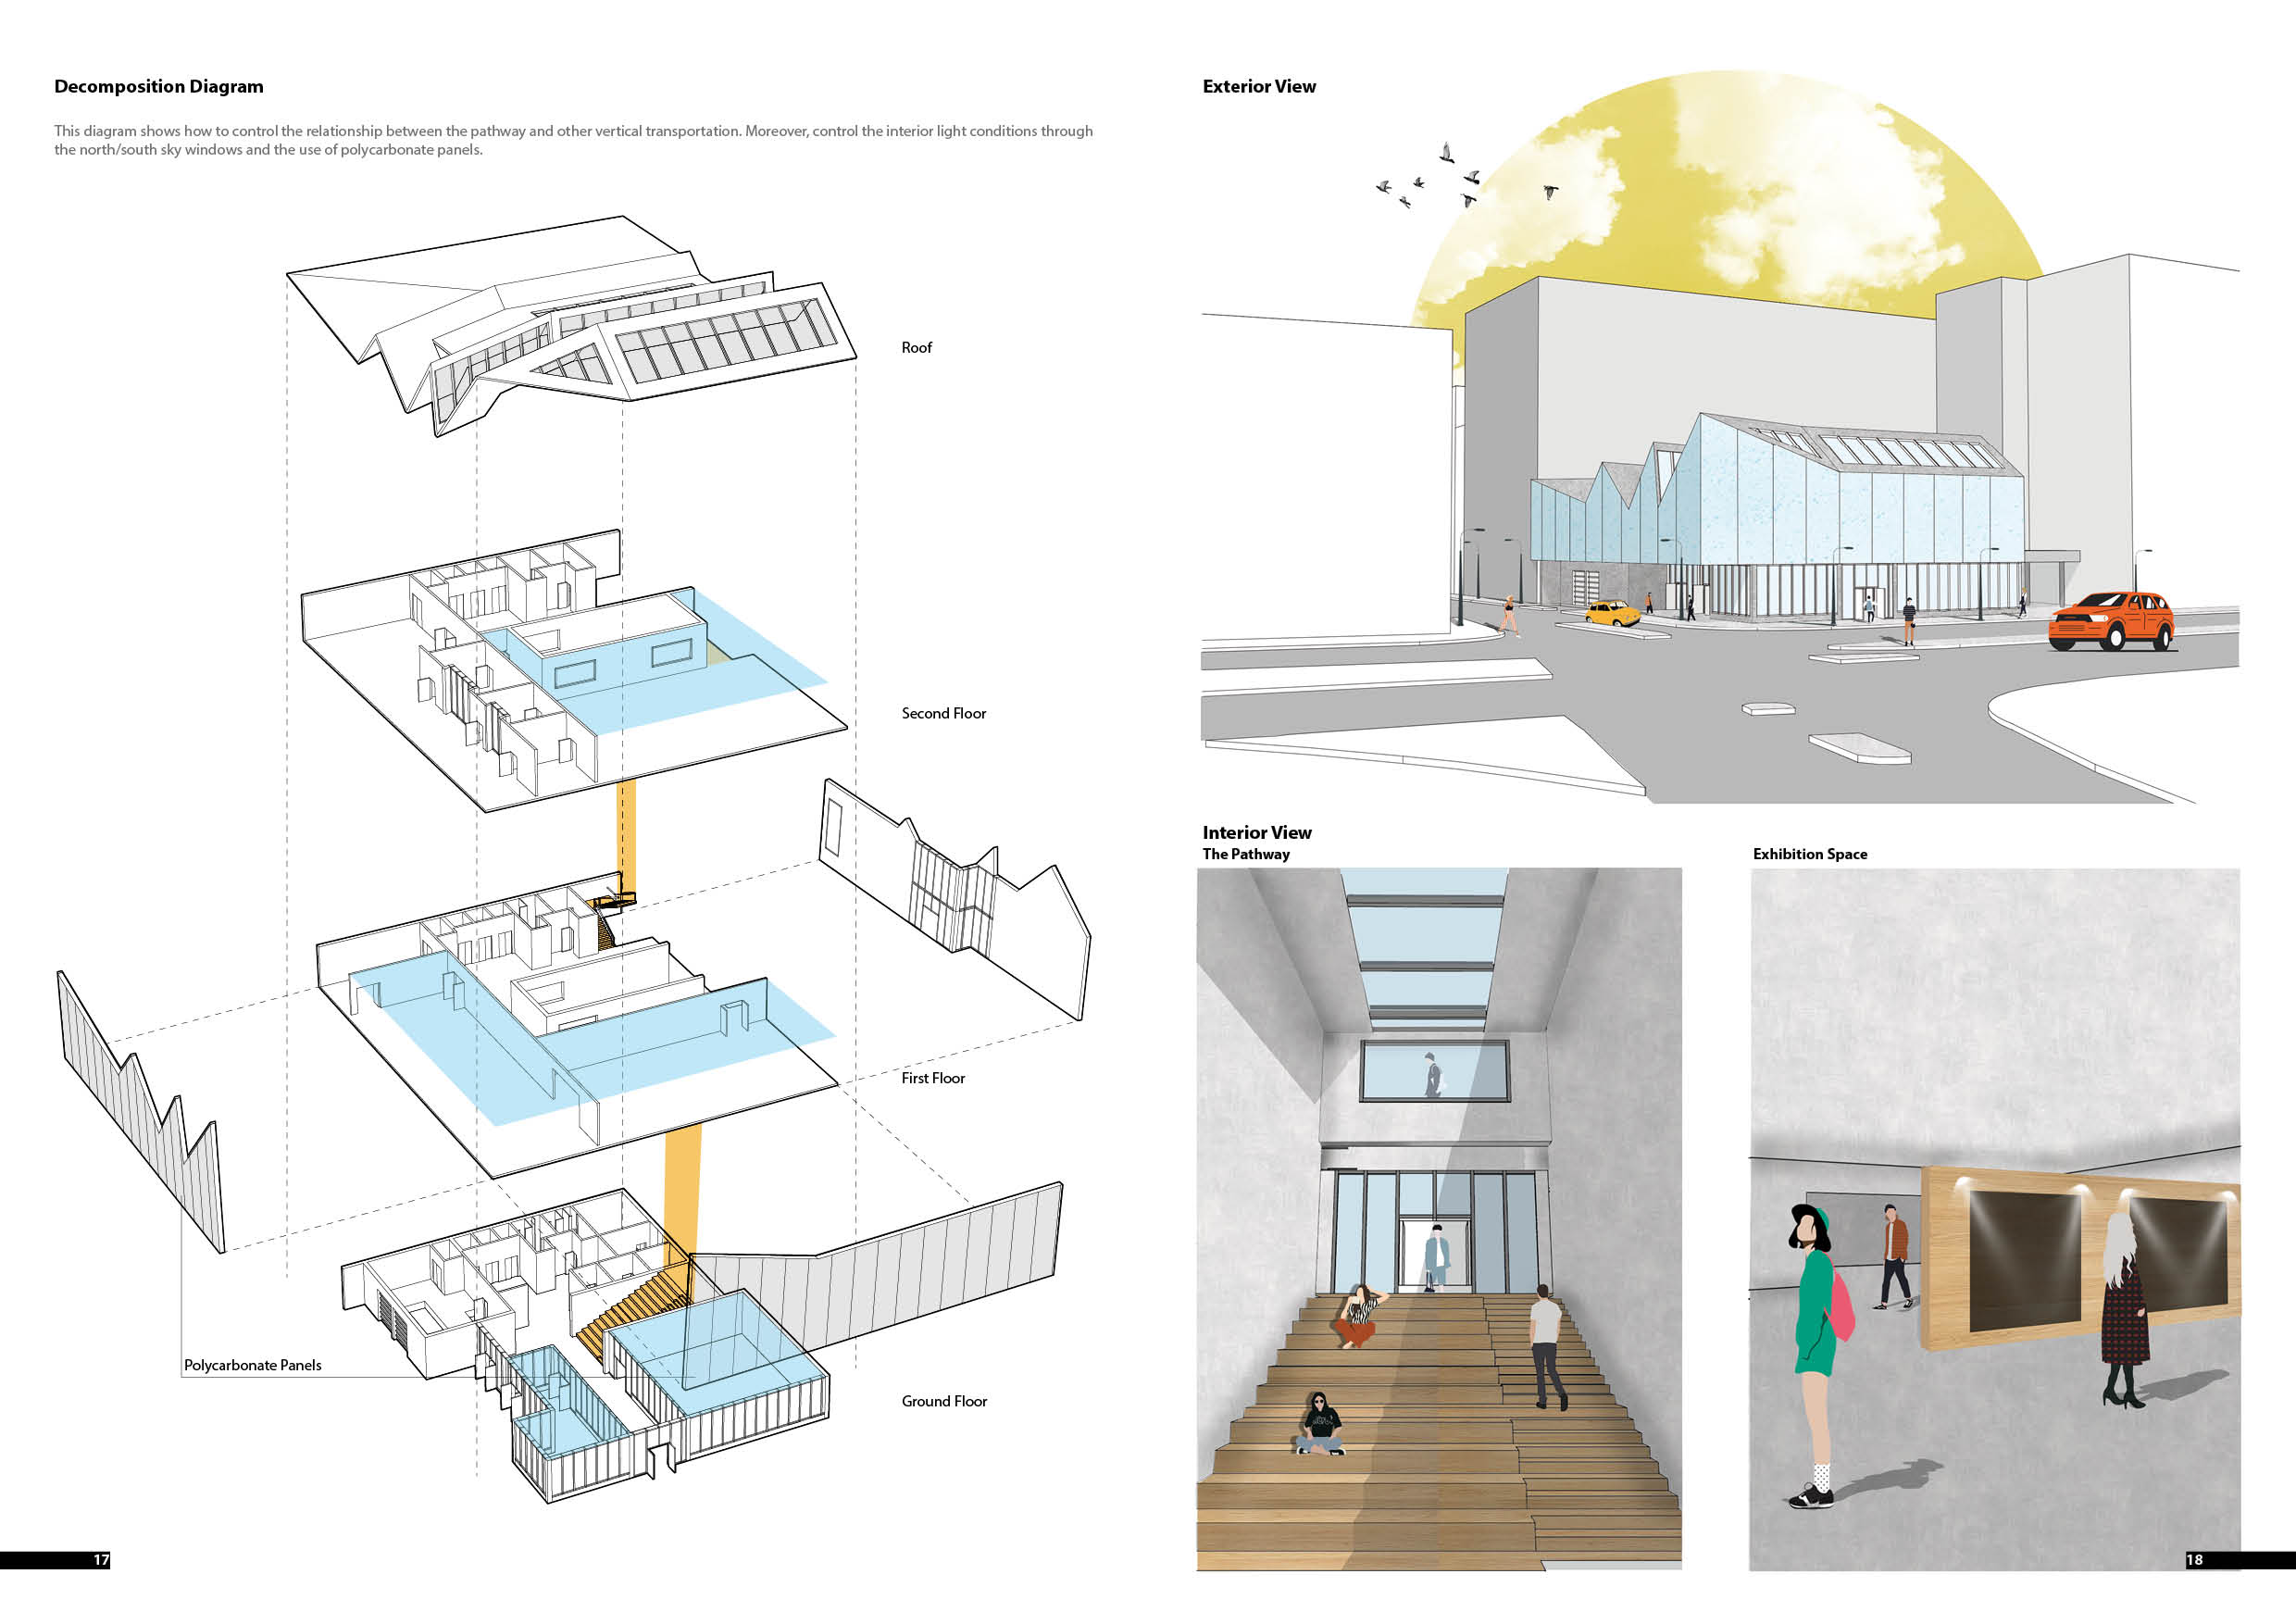 Decomposition Diagram
This diagram shows how to control the relationship between the pathway and other vertical transportation. Moreover, control the interior light conditions through
the north/south sky windows and the use of polycarbonate panels.
Roof
Second Floor
First Floor
Polycarbonate Panels
Ground Floor
17
Exterior View
Interior View
The Pathway
Exhibition Space
18